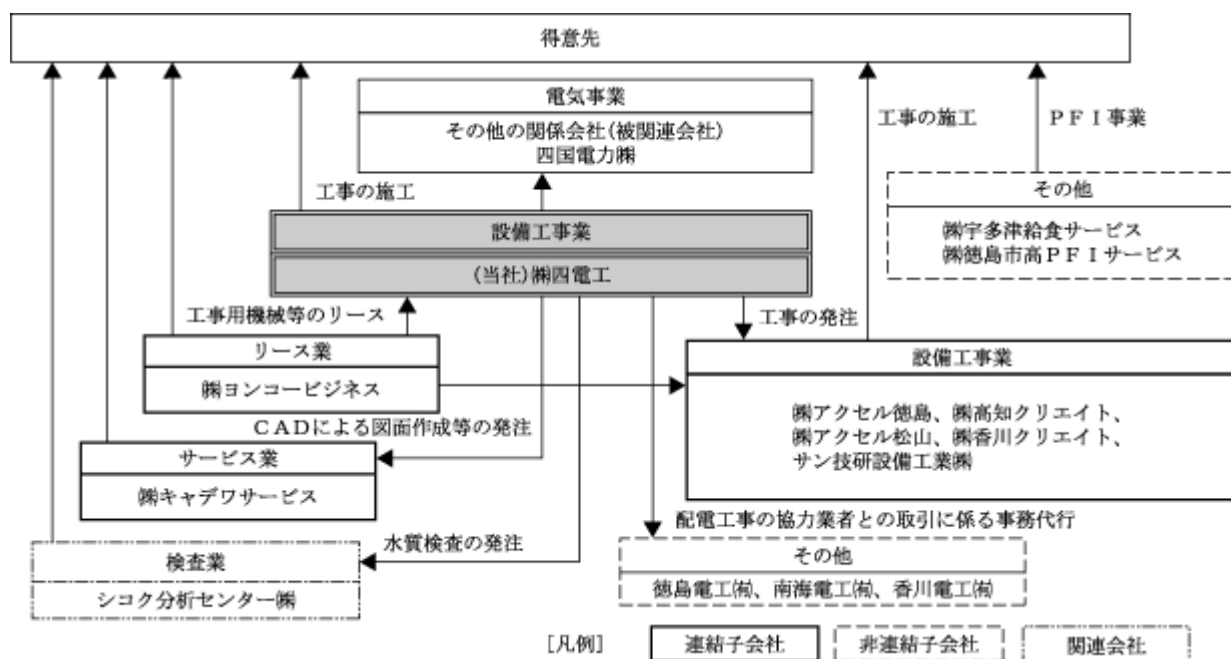 得意先
電気事業
その他の関係会社(被関連会社)
四国電力㈱
工事の施工
PFI事業
その他
㈱宇多津給食サービス
㈱徳島市高PFIサービス
工事の施工
設備工事業
(当社)㈱四電工
工事用機械等のリース
工事の発注
リース業
㈱ヨンコービジネス
設備工事業
㈱アクセル徳島、㈱高知クリエイト、
㈱アクセル松山、㈱香川クリエイト、
サン技研設備工業㈱
CADによる図面作成等の発注
サービス業
㈱キャデワサービス
配電工事の協力業者との取引に係る事務代行
水質検査の発注
検査業
シコク分析センター㈱
その他
徳島電工㈲、南海電工㈲、香川電工㈲
[凡例]
連結子会社
非連結子会社
関連会社